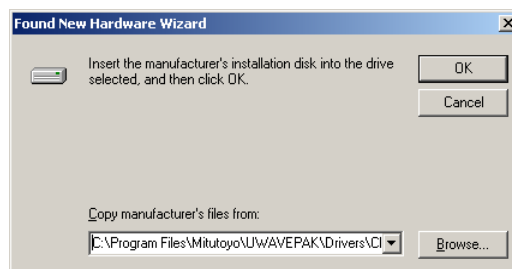 Found New Hardware Wizard
Insert the manufacturer's installation disk into the drive
selected, and then click OK.
OK
Cancel
Copy manufacturer's files from:
C:\Program Files\Mitutoyo\UWAVEPAK\Drivers\Cl
Browse...